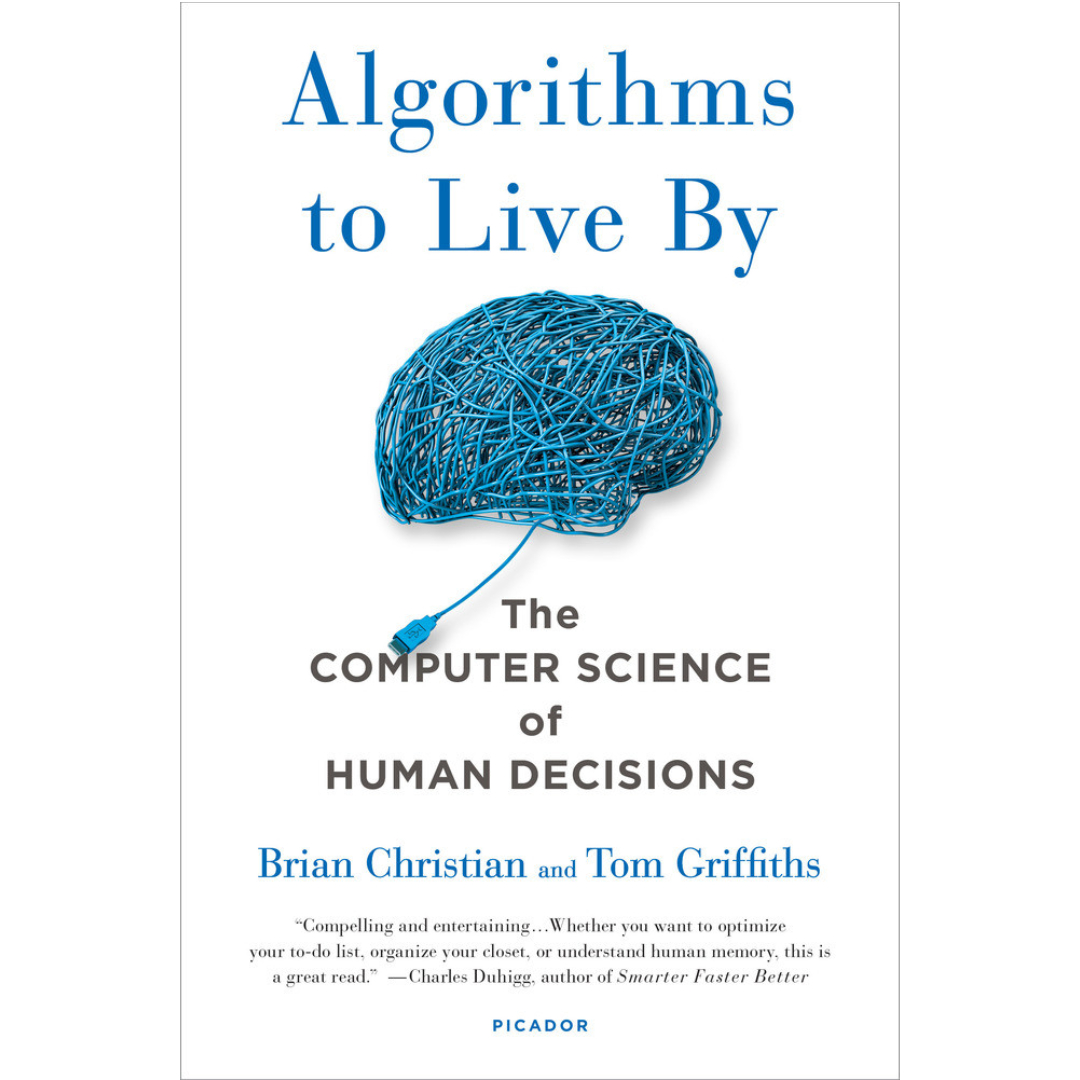 Algorithms
to Live By
The
COMPUTER SCIENCE
of
HUMAN DECISIONS
Brian Christian and Tom Griffiths
“Compelling and entertaining…Whether you want to optimize
your to-do list, organize your closet, or understand human memory, this is
a great read.” —Charles Duhigg, author of Smarter Faster Better
PICADOR